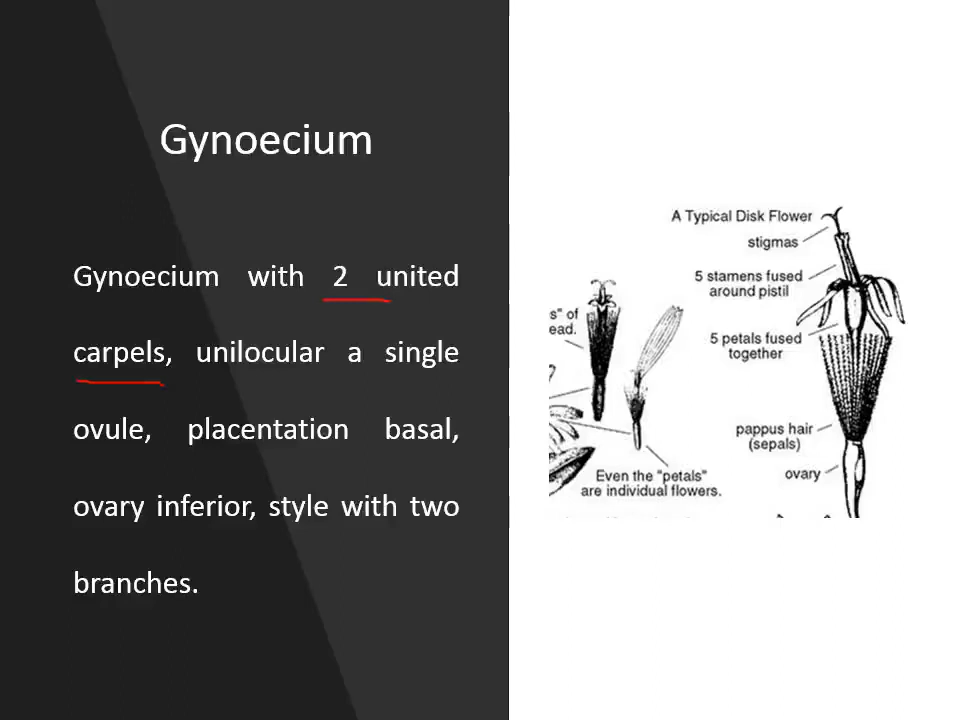 Gynoecium
Gynoecium with 2 united
carpels, unilocular a single
ovule, placentation basal,
ovary inferior, style with two
branches.
A Typical Disk Flower
stigmas
5 stamens fused
around pistil
s" of
ead.
5 petals fused
together
pappus hair
(sepals)
ovary
Even the "petals"
are individual flowers.